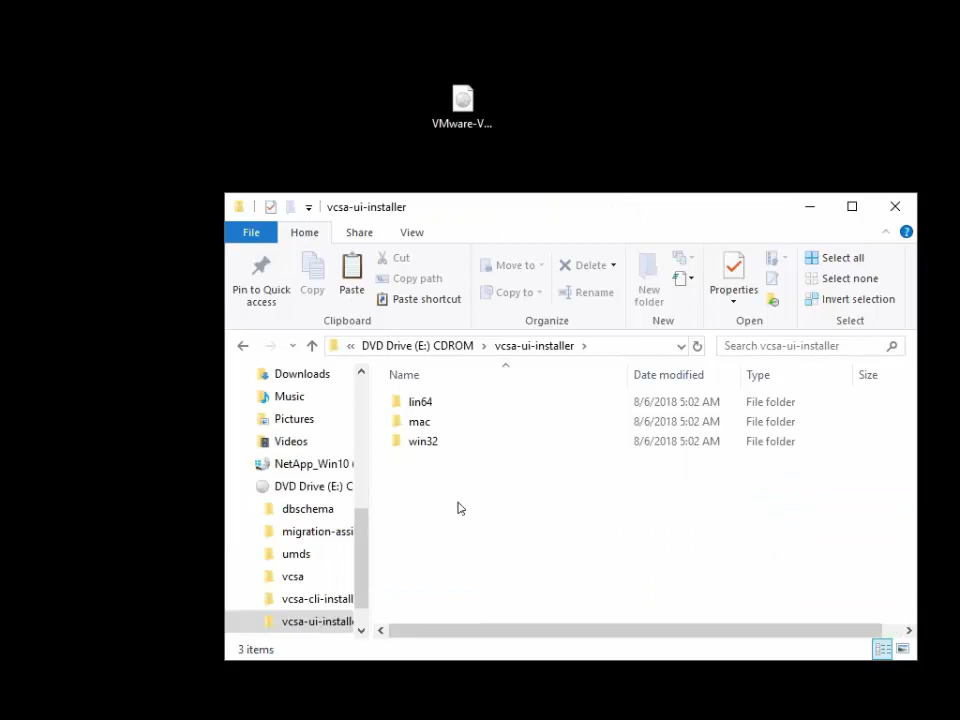 VMware-V...
vcsa-ui-installer
File
Home
Share
View
Pin to Quick access
Copy
Paste
Cut
Copy path
Paste shortcut
Clipboard
Move to
Copy to
Delete
Rename
Organize
New folder
New
Properties
Open
Select all
Select none
Invert selection
Select
« DVD Drive (E:) CDROM > vcsa-ui-installer >
Search vcsa-ui-installer
Name
Date modified
Type
Size
Downloads
Music
Pictures
Videos
NetApp_Win10 (
DVD Drive (E:) C
dbschema
migration-assi
umds
vcsa
vcsa-cli-install
vcsa-ui-installe
lin64 8/6/2018 5:02 AM File folder
mac 8/6/2018 5:02 AM File folder
win32 8/6/2018 5:02 AM File folder
3 items